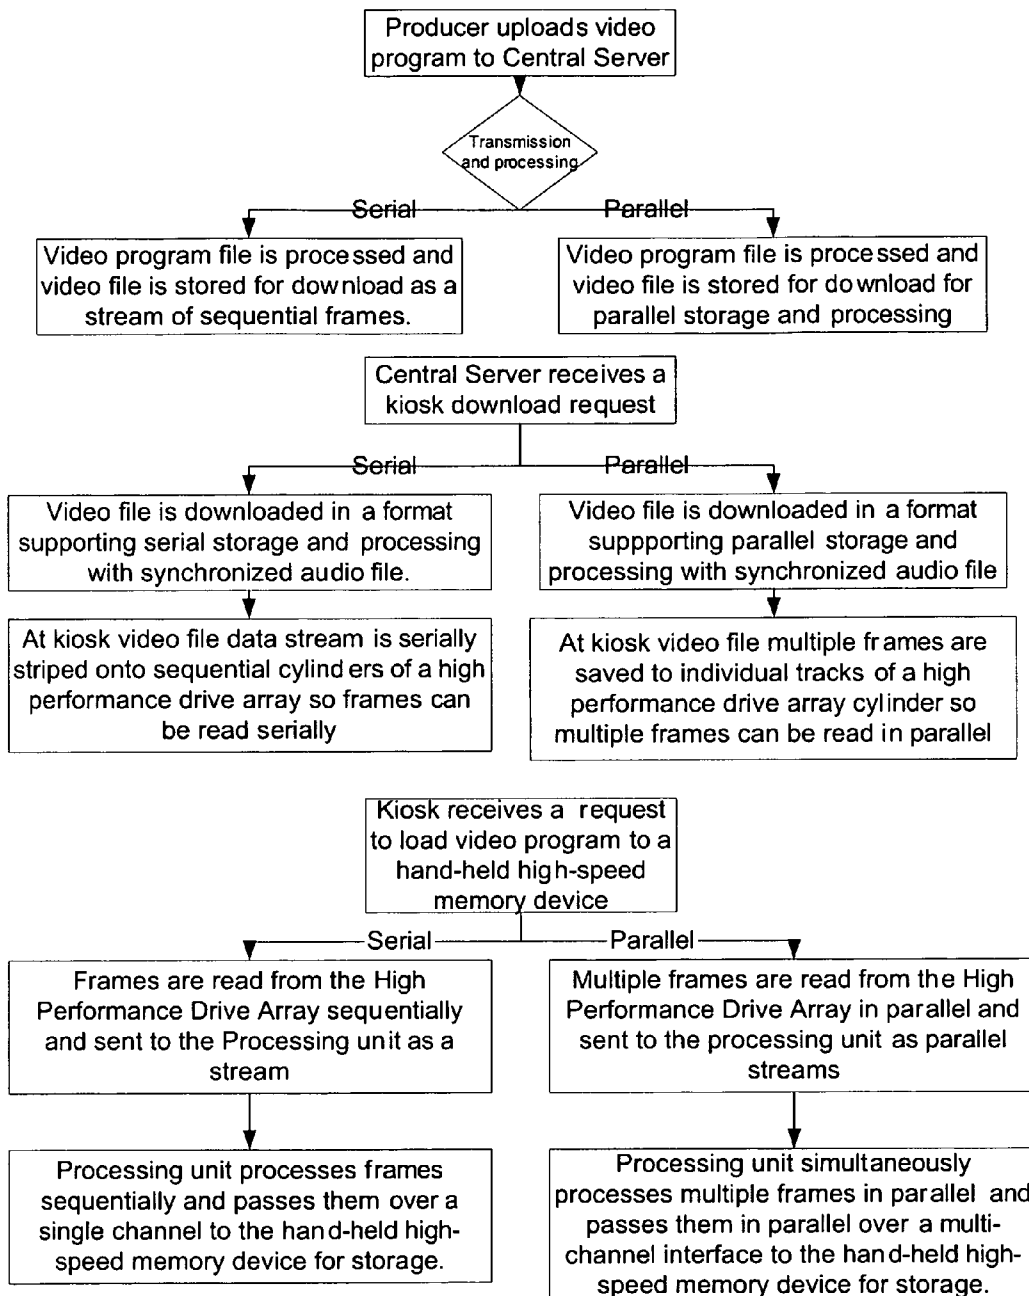 Producer uploads video
program to Central Server
Transmission
and processing
Serial
Parallel
Video program file is processed and
video file is stored for download as a
stream of sequential frames.
Video program file is processed and
video file is stored for download for
parallel storage and processing
Central Server receives a
kiosk download request
Serial
Parallel
Video file is downloaded in a format
supporting serial storage and processing
with synchronized audio file.
Video file is downloaded in a format
suppporting parallel storage and
processing with synchronized audio file
At kiosk video file data stream is serially
striped onto sequential cylinders of a high
performance drive array so frames can
be read serially
At kiosk video file multiple frames are
saved to individual tracks of a high
performance drive array cylinder so
multiple frames can be read in parallel
Kiosk receives a request
to load video program to a
hand-held high-speed
memory device
Serial
Parallel
Frames are read from the High
Performance Drive Array sequentially
and sent to the Processing unit as a
stream
Multiple frames are read from the High
Performance Drive Array in parallel and
sent to the processing unit as parallel
streams
Processing unit processes frames
sequentially and passes them over a
single channel to the hand-held high-
speed memory device for storage.
Processing unit simultaneously
processes multiple frames in parallel and
passes them in parallel over a multi-
channel interface to the hand-held high-
speed memory device for storage.